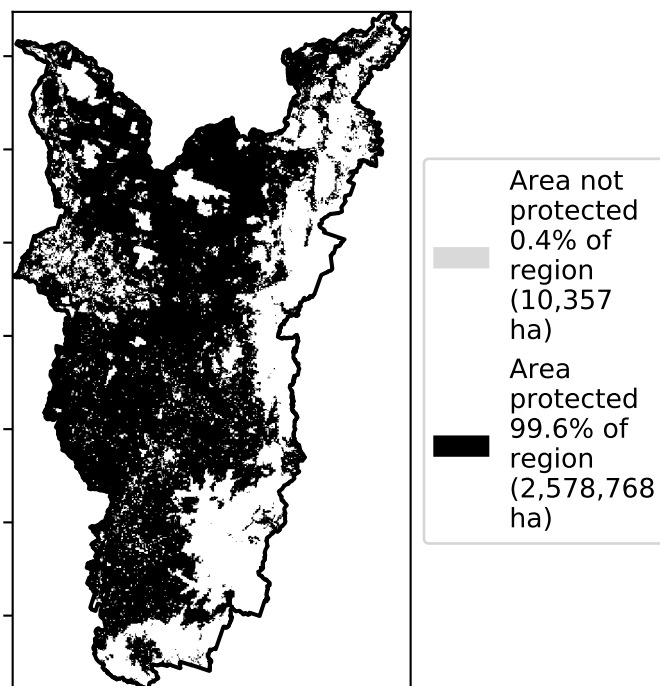 Area not
protected
0.4% of
region
(10,357
ha)
Area
protected
99.6% of
region
(2,578,768
ha)